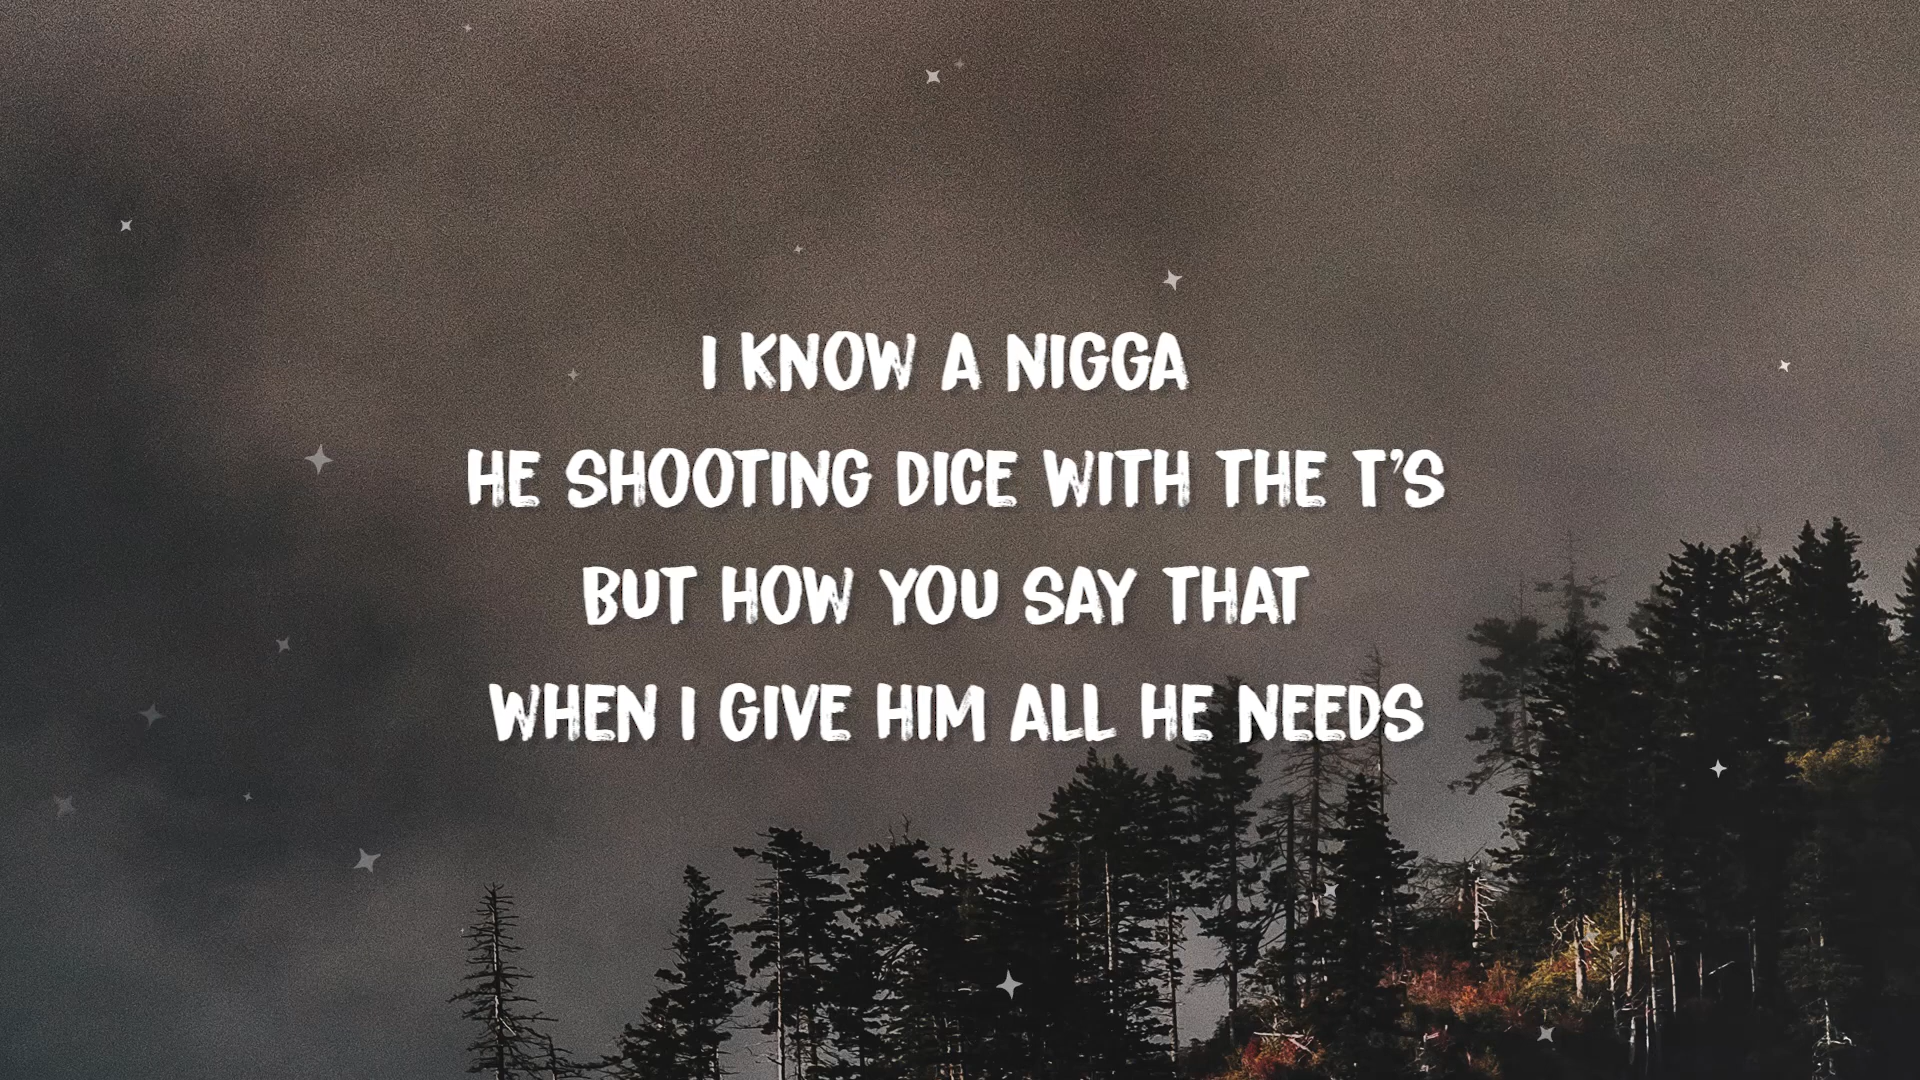 I KNOW A NIGGA
HE SHOOTING DICE WITH THE T'S
BUT HOW YOU SAY THAT
WHEN I GIVE HIM ALL HE NEEDS